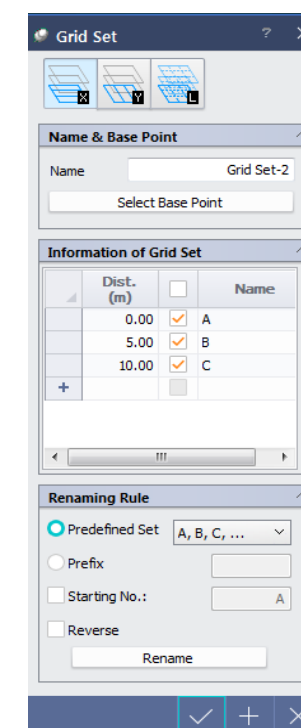 Grid Set ?
X Y L
Name & Base Point
Name Grid Set-2
Select Base Point
Information of Grid Set
Dist. (m) Name
0.00 A
5.00 B
10.00 C
+
Renaming Rule
Predefined Set A, B, C, ...
Prefix
Starting No.: A
Reverse
Rename